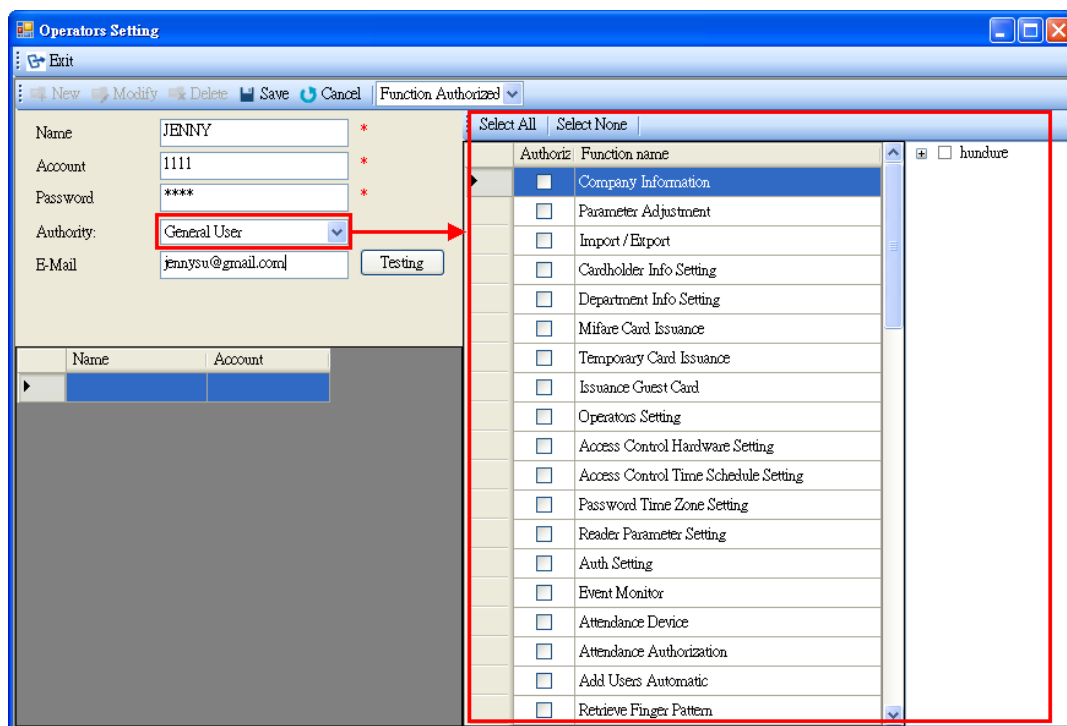 Operators Setting
Exit
New Modify Delete Save Cancel Function Authorized
Name JENNY *
Account 1111 *
Password **** *
Authority: General User
E-Mail jennysu@gmail.com Testing
Name Account
Select All Select None
Authoriz Function name
Company Information
Parameter Adjustment
Import / Export
Cardholder Info Setting
Department Info Setting
Mifare Card Issuance
Temporary Card Issuance
Issuance Guest Card
Operators Setting
Access Control Hardware Setting
Access Control Time Schedule Setting
Password Time Zone Setting
Reader Parameter Setting
Auth Setting
Event Monitor
Attendance Device
Attendance Authorization
Add Users Automatic
Retrieve Finger Pattern
hundure